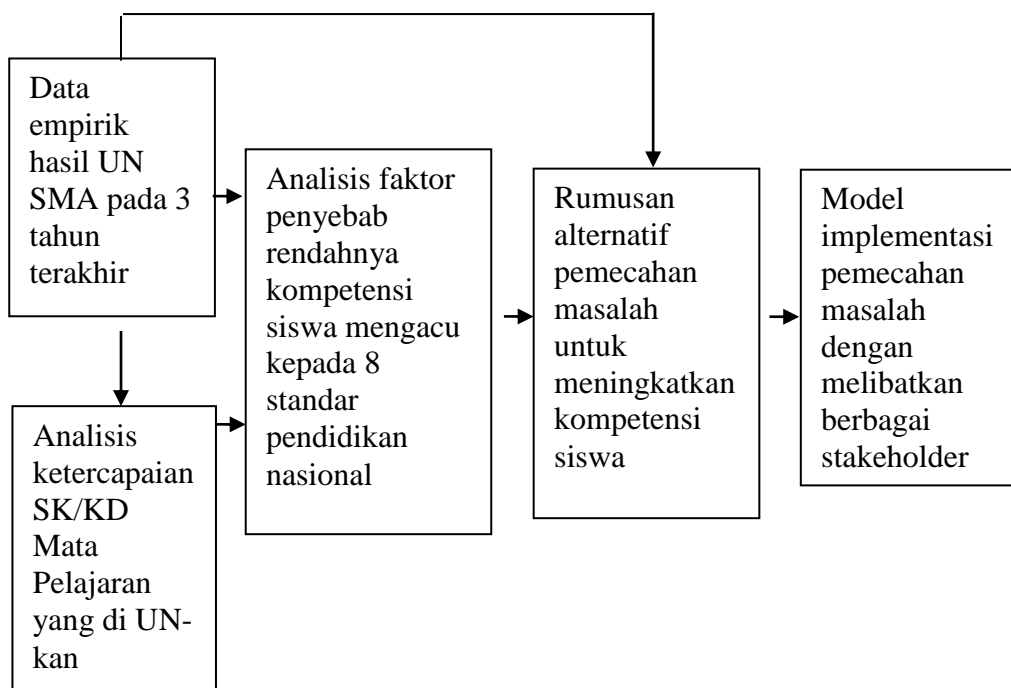 Data
empirik
hasil UN
SMA pada 3
tahun
terakhir
Analisis
ketercapaian
SK/KD
Mata
Pelajaran
yang di UN-
kan
Analisis faktor
penyebab
rendahnya
kompetensi
siswa mengacu
kepada 8
standar
pendidikan
nasional
Rumusan
alternatif
pemecahan
masalah
untuk
meningkatkan
kompetensi
siswa
Model
implementasi
pemecahan
masalah
dengan
melibatkan
berbagai
stakeholder